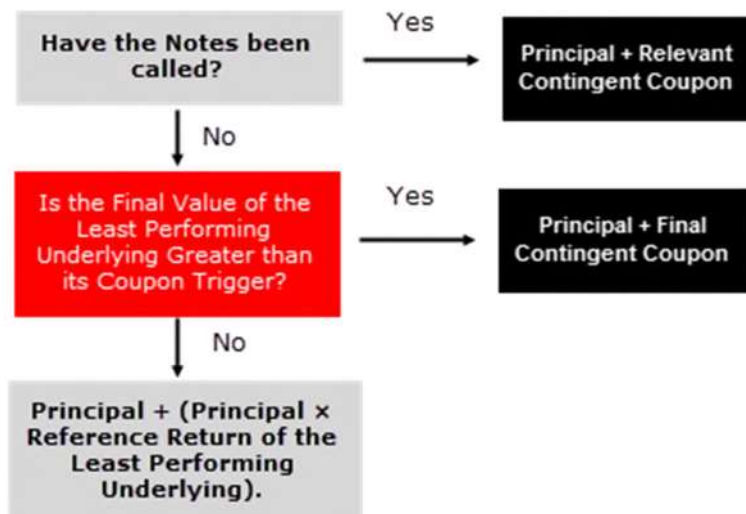 Have the Notes been
called?
Yes
Principal + Relevant
Contingent Coupon
No
Is the Final Value of the
Least Performing
Underlying Greater than
its Coupon Trigger?
Yes
Principal + Final
Contingent Coupon
No
Principal + (Principal ×
Reference Return of the
Least Performing
Underlying).